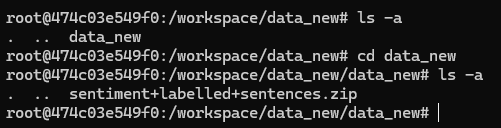 root@474c03e549f0:/workspace/data_new# ls -a
.  ..  data_new
root@474c03e549f0:/workspace/data_new# cd data_new
root@474c03e549f0:/workspace/data_new/data_new# ls -a
.  ..  sentiment+labelled+sentences.zip
root@474c03e549f0:/workspace/data_new/data_new#